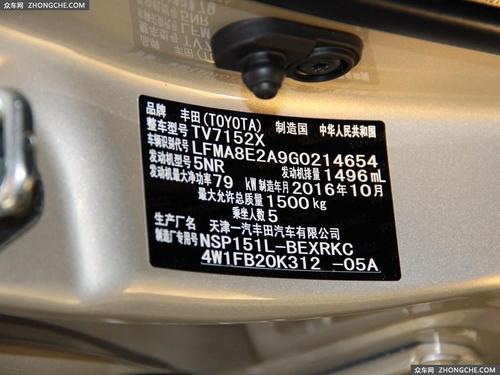 众车网 ZHONGCHE.COM
品牌 丰田(TOYOTA) 制造国 中华人民共和国
整车型号 TV7152X
车辆识别代号 LFMA8E2A9G0214654
发动机型号 5NR 发动机排量 1496 mL
发动机最大净功率 79 kW 制造年月 2016年10月
最大允许总质量 1500 kg
乘坐人数 5
生产厂名 天津一汽丰田汽车有限公司
制造厂专用号 NSP151L-BEXRKC
4W1FB20K312 -05A
众车网 ZHONGCHE.COM